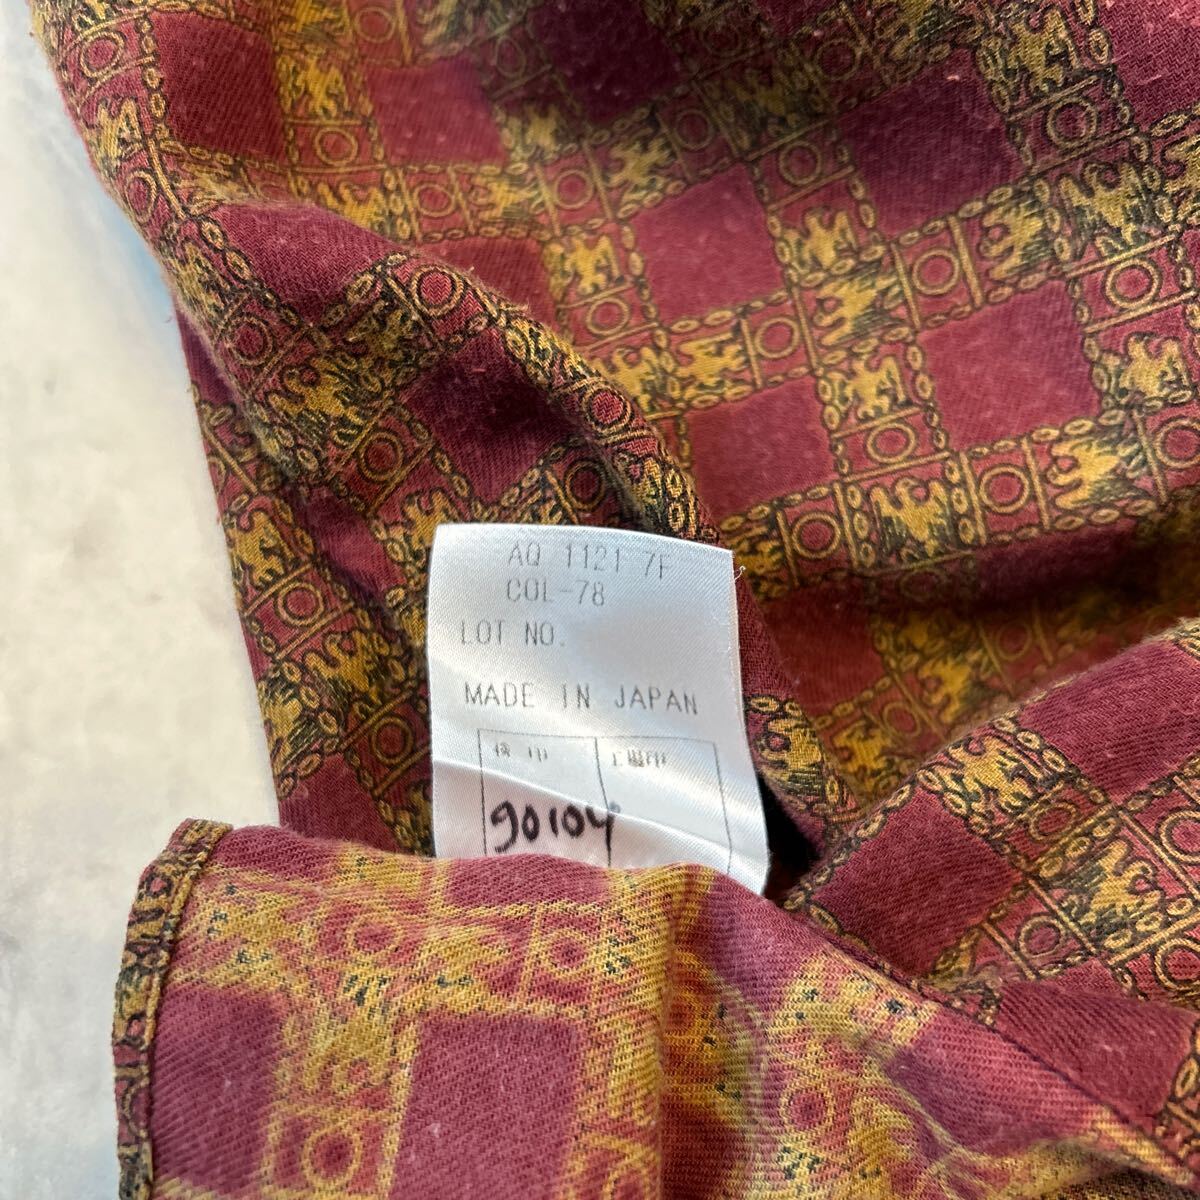 AQ 1121 7F
COL-78
LOT NO.
MADE IN JAPAN
90104